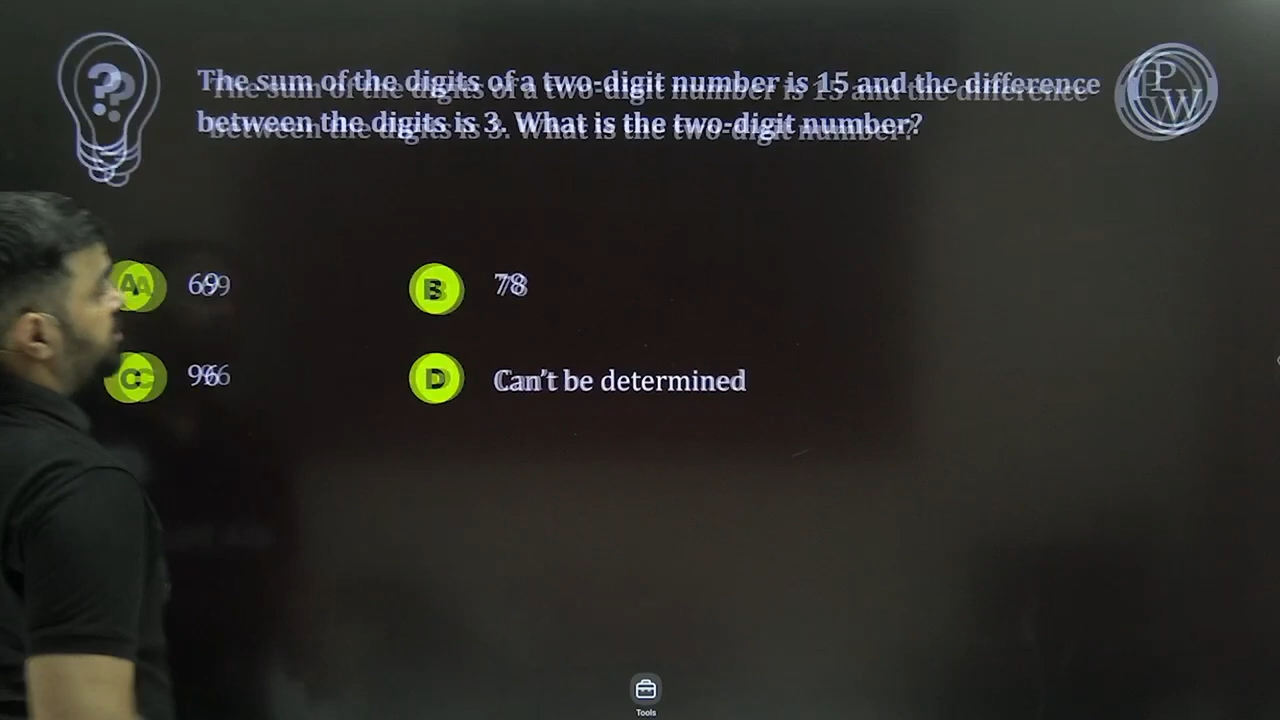 ??
The sum of the digits of a two-digit number is 15 and the difference
between the digits is 3. What is the two-digit number?
PW
A 69
B 78
C 96
D Can't be determined
Tools